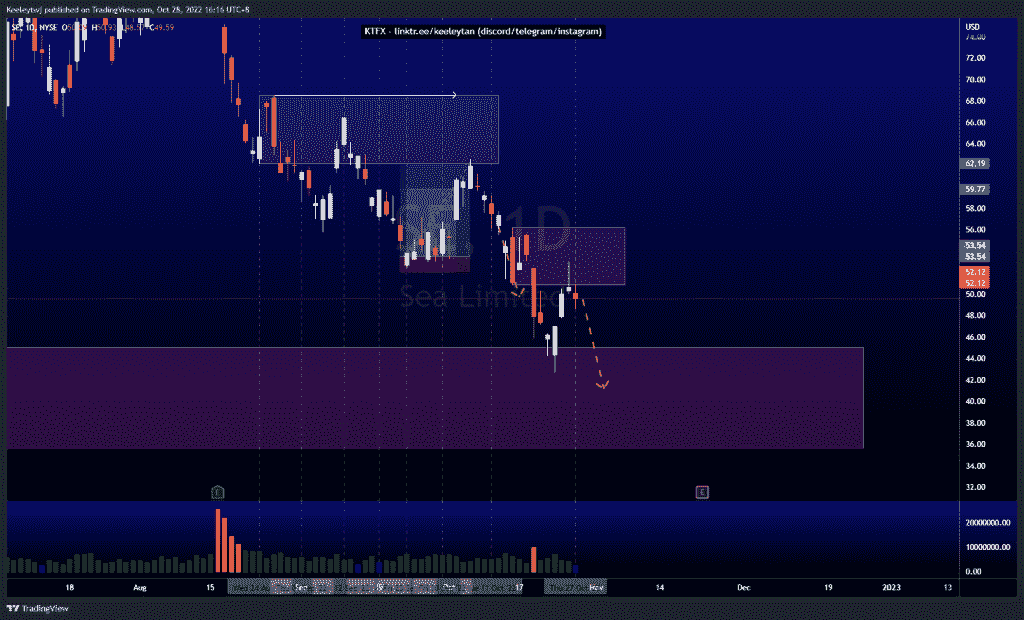 Keeleytwj published on TradingView.com, Oct 28, 2022 16:16 UTC+8
SE, 1D, NYSE
C49.59
KTFX - linktr.ee/keeleytan (discord/telegram/instagram)
USD
74.00
72.00
70.00
68.00
66.00
64.00
62.19
59.77
58.00
56.00
53.54
53.54
52.12
52.12
50.00
48.00
46.00
44.00
42.00
40.00
38.00
36.00
34.00
32.00
SE, 1D
Sea Limited
E
E
20000000.00
10000000.00
0.00
18
Aug
15
Sep
19
Oct
17
Nov
14
Dec
19
2023
13
TradingView